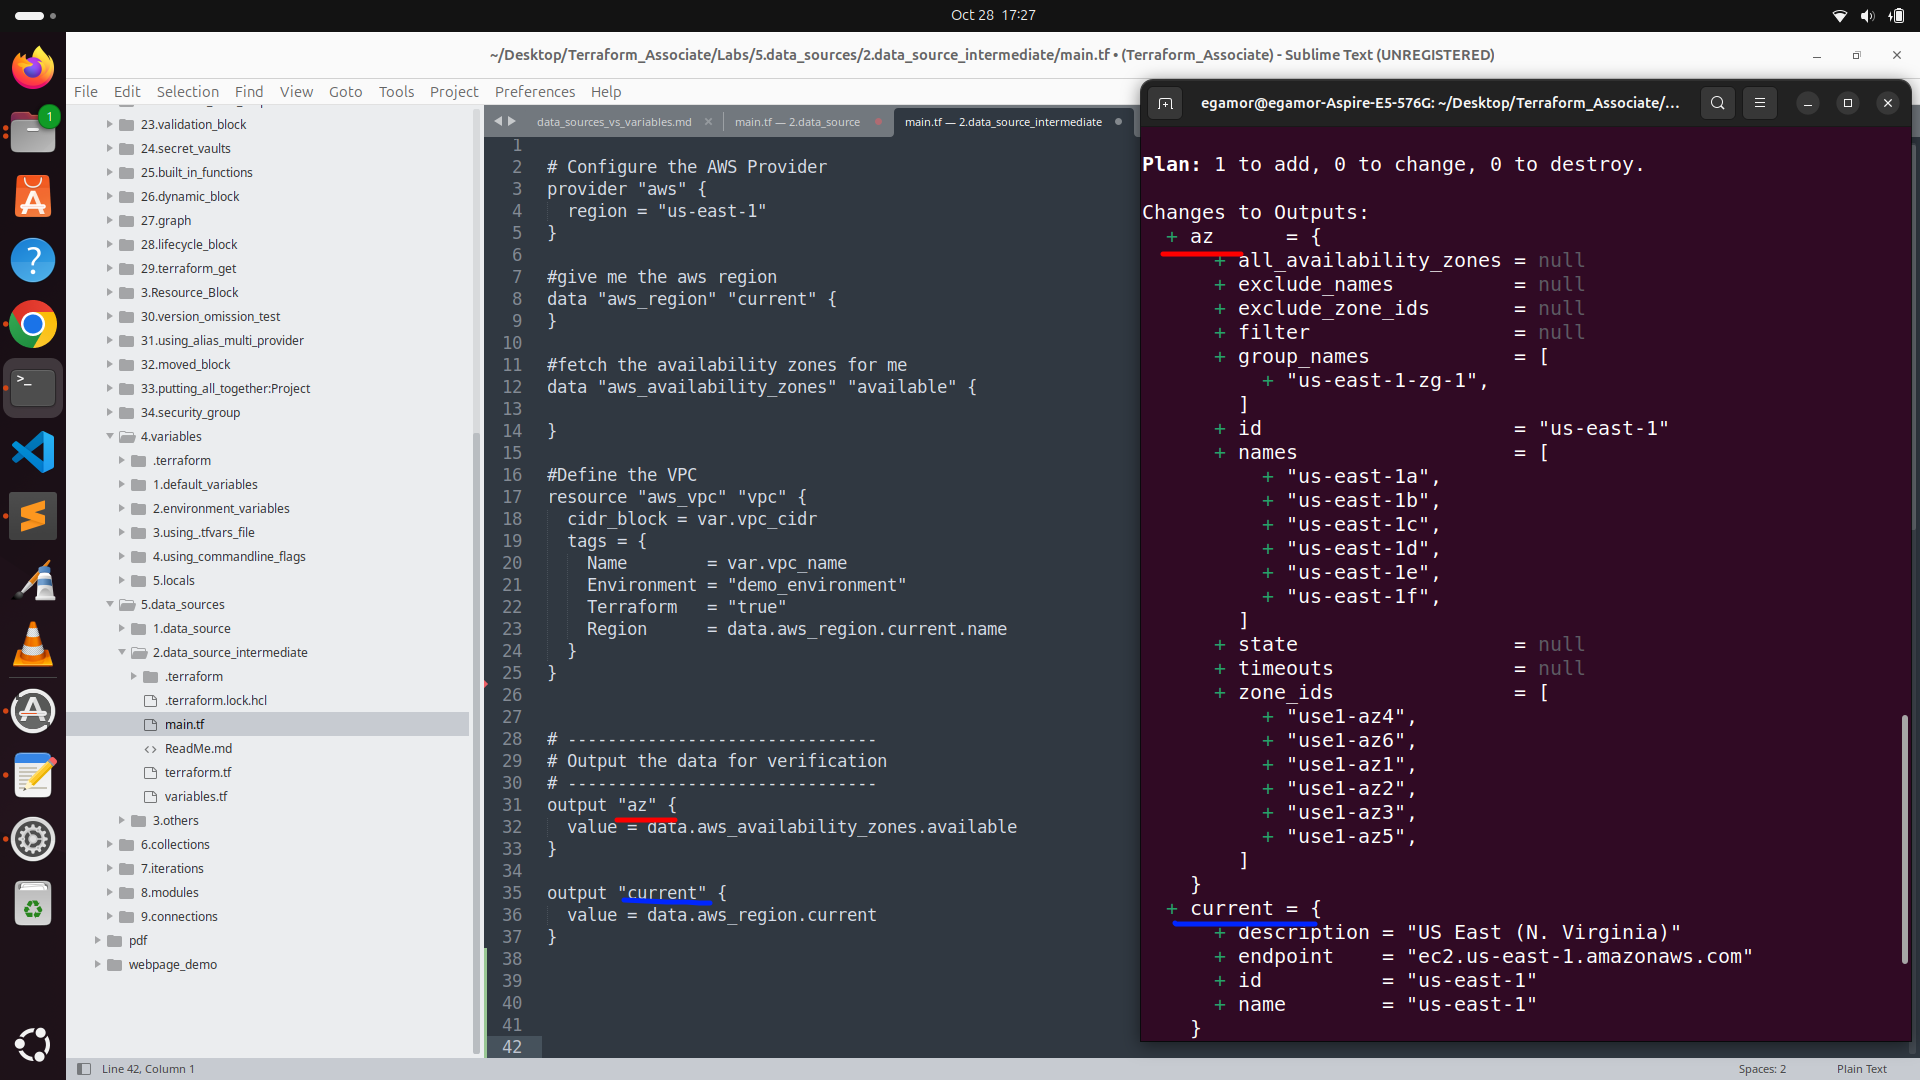 Oct 28 17:27
~/Desktop/Terraform_Associate/Labs/5.data_sources/2.data_source_intermediate/main.tf • (Terraform_Associate) - Sublime Text (UNREGISTERED)
File Edit Selection Find View Goto Tools Project Preferences Help
1
23.validation_block
24.secret_vaults
25.built_in_functions
26.dynamic_block
27.graph
28.lifecycle_block
29.terraform_get
3.Resource_Block
30.version_omission_test
31.using_alias_multi_provider
32.moved_block
33.putting_all_together:Project
34.security_group
4.variables
.terraform
1.default_variables
2.environment_variables
3.using_.tfvars_file
4.using_commandline_flags
5.locals
5.data_sources
1.data_source
2.data_source_intermediate
.terraform
.terraform.lock.hcl
main.tf
ReadMe.md
terraform.tf
variables.tf
3.others
6.collections
7.iterations
8.modules
9.connections
pdf
webpage_demo
data_sources_vs_variables.md
main.tf — 2.data_source
main.tf — 2.data_source_intermediate
1
2 # Configure the AWS Provider
3 provider "aws" {
4 region = "us-east-1"
5 }
6
7 #give me the aws region
8 data "aws_region" "current" {
9 }
10
11 #fetch the availability zones for me
12 data "aws_availability_zones" "available" {
13
14 }
15
16 #Define the VPC
17 resource "aws_vpc" "vpc" {
18 cidr_block = var.vpc_cidr
19 tags = {
20 Name = var.vpc_name
21 Environment = "demo_environment"
22 Terraform = "true"
23 Region = data.aws_region.current.name
24 }
25 }
26
27
28 # -------------------------------
29 # Output the data for verification
30 # -------------------------------
31 output "az" {
32 value = data.aws_availability_zones.available
33 }
34
35 output "current" {
36 value = data.aws_region.current
37 }
38
39
40
41
42
egamor@egamor-Aspire-E5-576G: ~/Desktop/Terraform_Associate/...
Plan: 1 to add, 0 to change, 0 to destroy.
Changes to Outputs:
+ az = {
+ all_availability_zones = null
+ exclude_names = null
+ exclude_zone_ids = null
+ filter = null
+ group_names = [
+ "us-east-1-zg-1",
]
+ id = "us-east-1"
+ names = [
+ "us-east-1a",
+ "us-east-1b",
+ "us-east-1c",
+ "us-east-1d",
+ "us-east-1e",
+ "us-east-1f",
]
+ state = null
+ timeouts = null
+ zone_ids = [
+ "use1-az4",
+ "use1-az6",
+ "use1-az1",
+ "use1-az2",
+ "use1-az3",
+ "use1-az5",
]
}
+ current = {
+ description = "US East (N. Virginia)"
+ endpoint = "ec2.us-east-1.amazonaws.com"
+ id = "us-east-1"
+ name = "us-east-1"
}
Line 42, Column 1
Spaces: 2
Plain Text